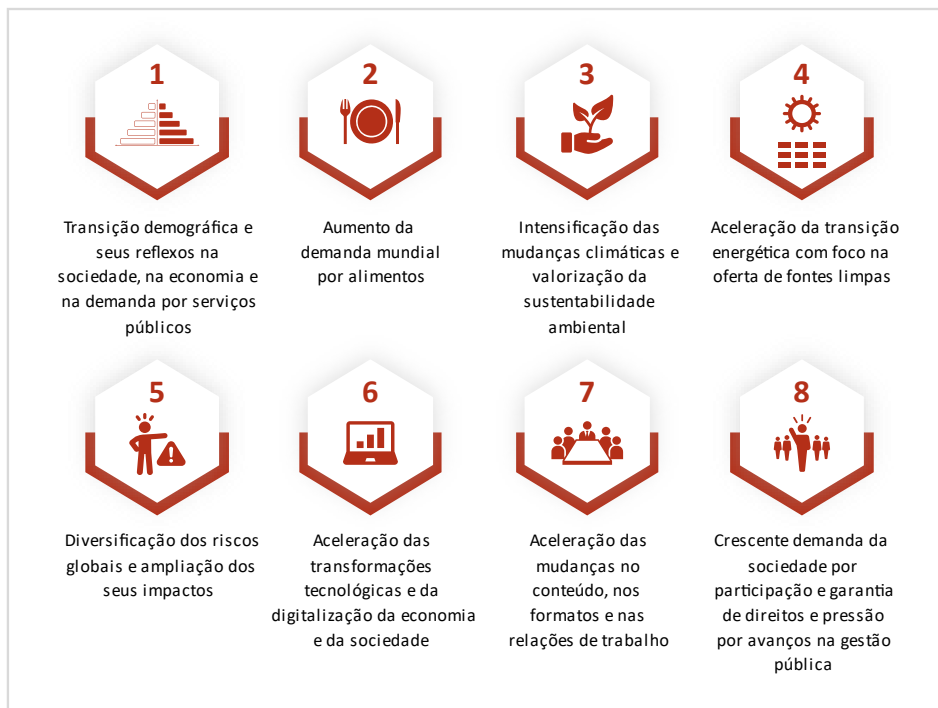 1
Transição demográfica e
seus reflexos na
sociedade, na economia e
na demanda por serviços
públicos
2
Aumento da
demanda mundial
por alimentos
3
Intensificação das
mudanças climáticas e
valorização da
sustentabilidade
ambiental
4
Aceleração da transição
energética com foco na
oferta de fontes limpas
5
Diversificação dos riscos
globais e ampliação dos
seus impactos
6
Aceleração das
transformações
tecnológicas e da
digitalização da economia
e da sociedade
7
Aceleração das
mudanças no
conteúdo, nos
formatos e nas
relações de trabalho
8
Crescente demanda da
sociedade por
participação e garantia
de direitos e pressão
por avanços na gestão
pública